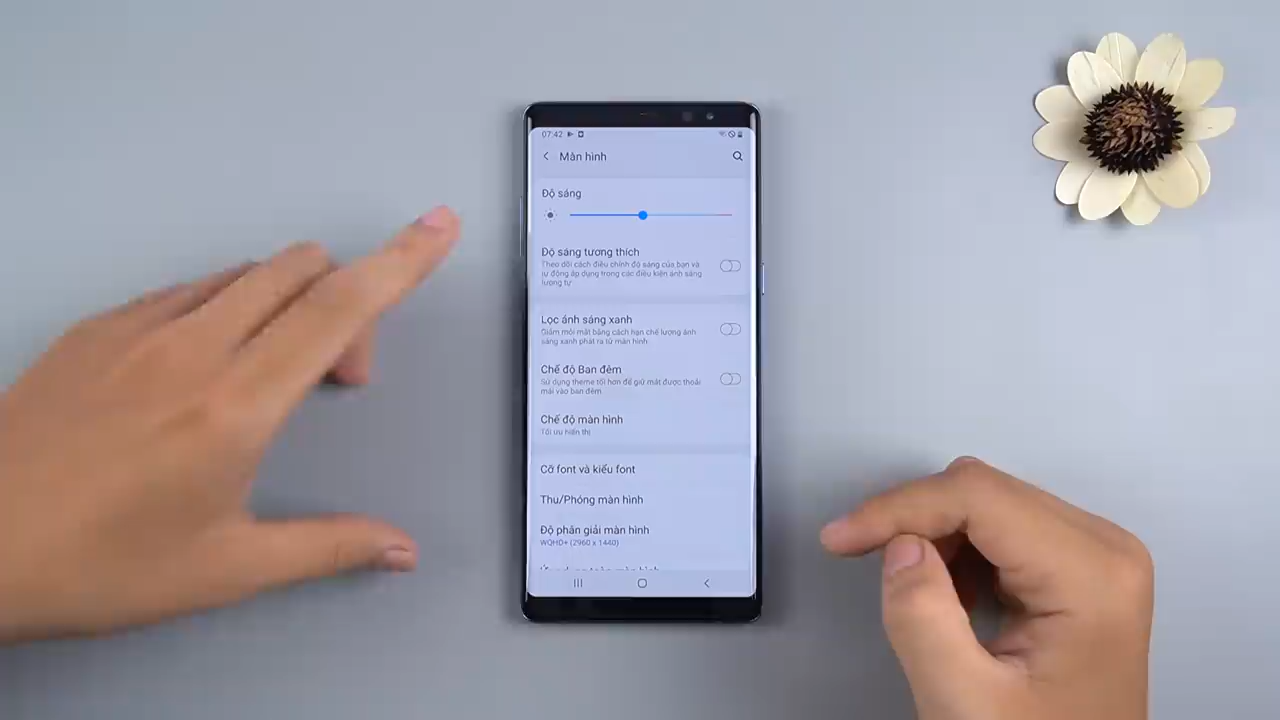 07:42
Màn hình
Độ sáng
Độ sáng tương thích
Theo dõi cách điều chỉnh độ sáng của bạn và
tự động áp dụng trong các điều kiện ánh sáng
tương tự
Lọc ánh sáng xanh
Giảm mỏi mắt bằng cách hạn chế lượng ánh
sáng xanh phát ra từ màn hình.
Chế độ Ban đêm
Sử dụng theme tối hơn để giữ mắt được thoải
mái vào ban đêm.
Chế độ màn hình
Tối ưu hiển thị
Cỡ font và kiểu font
Thu/Phóng màn hình
Độ phân giải màn hình
WQHD+ (2960 x 1440)